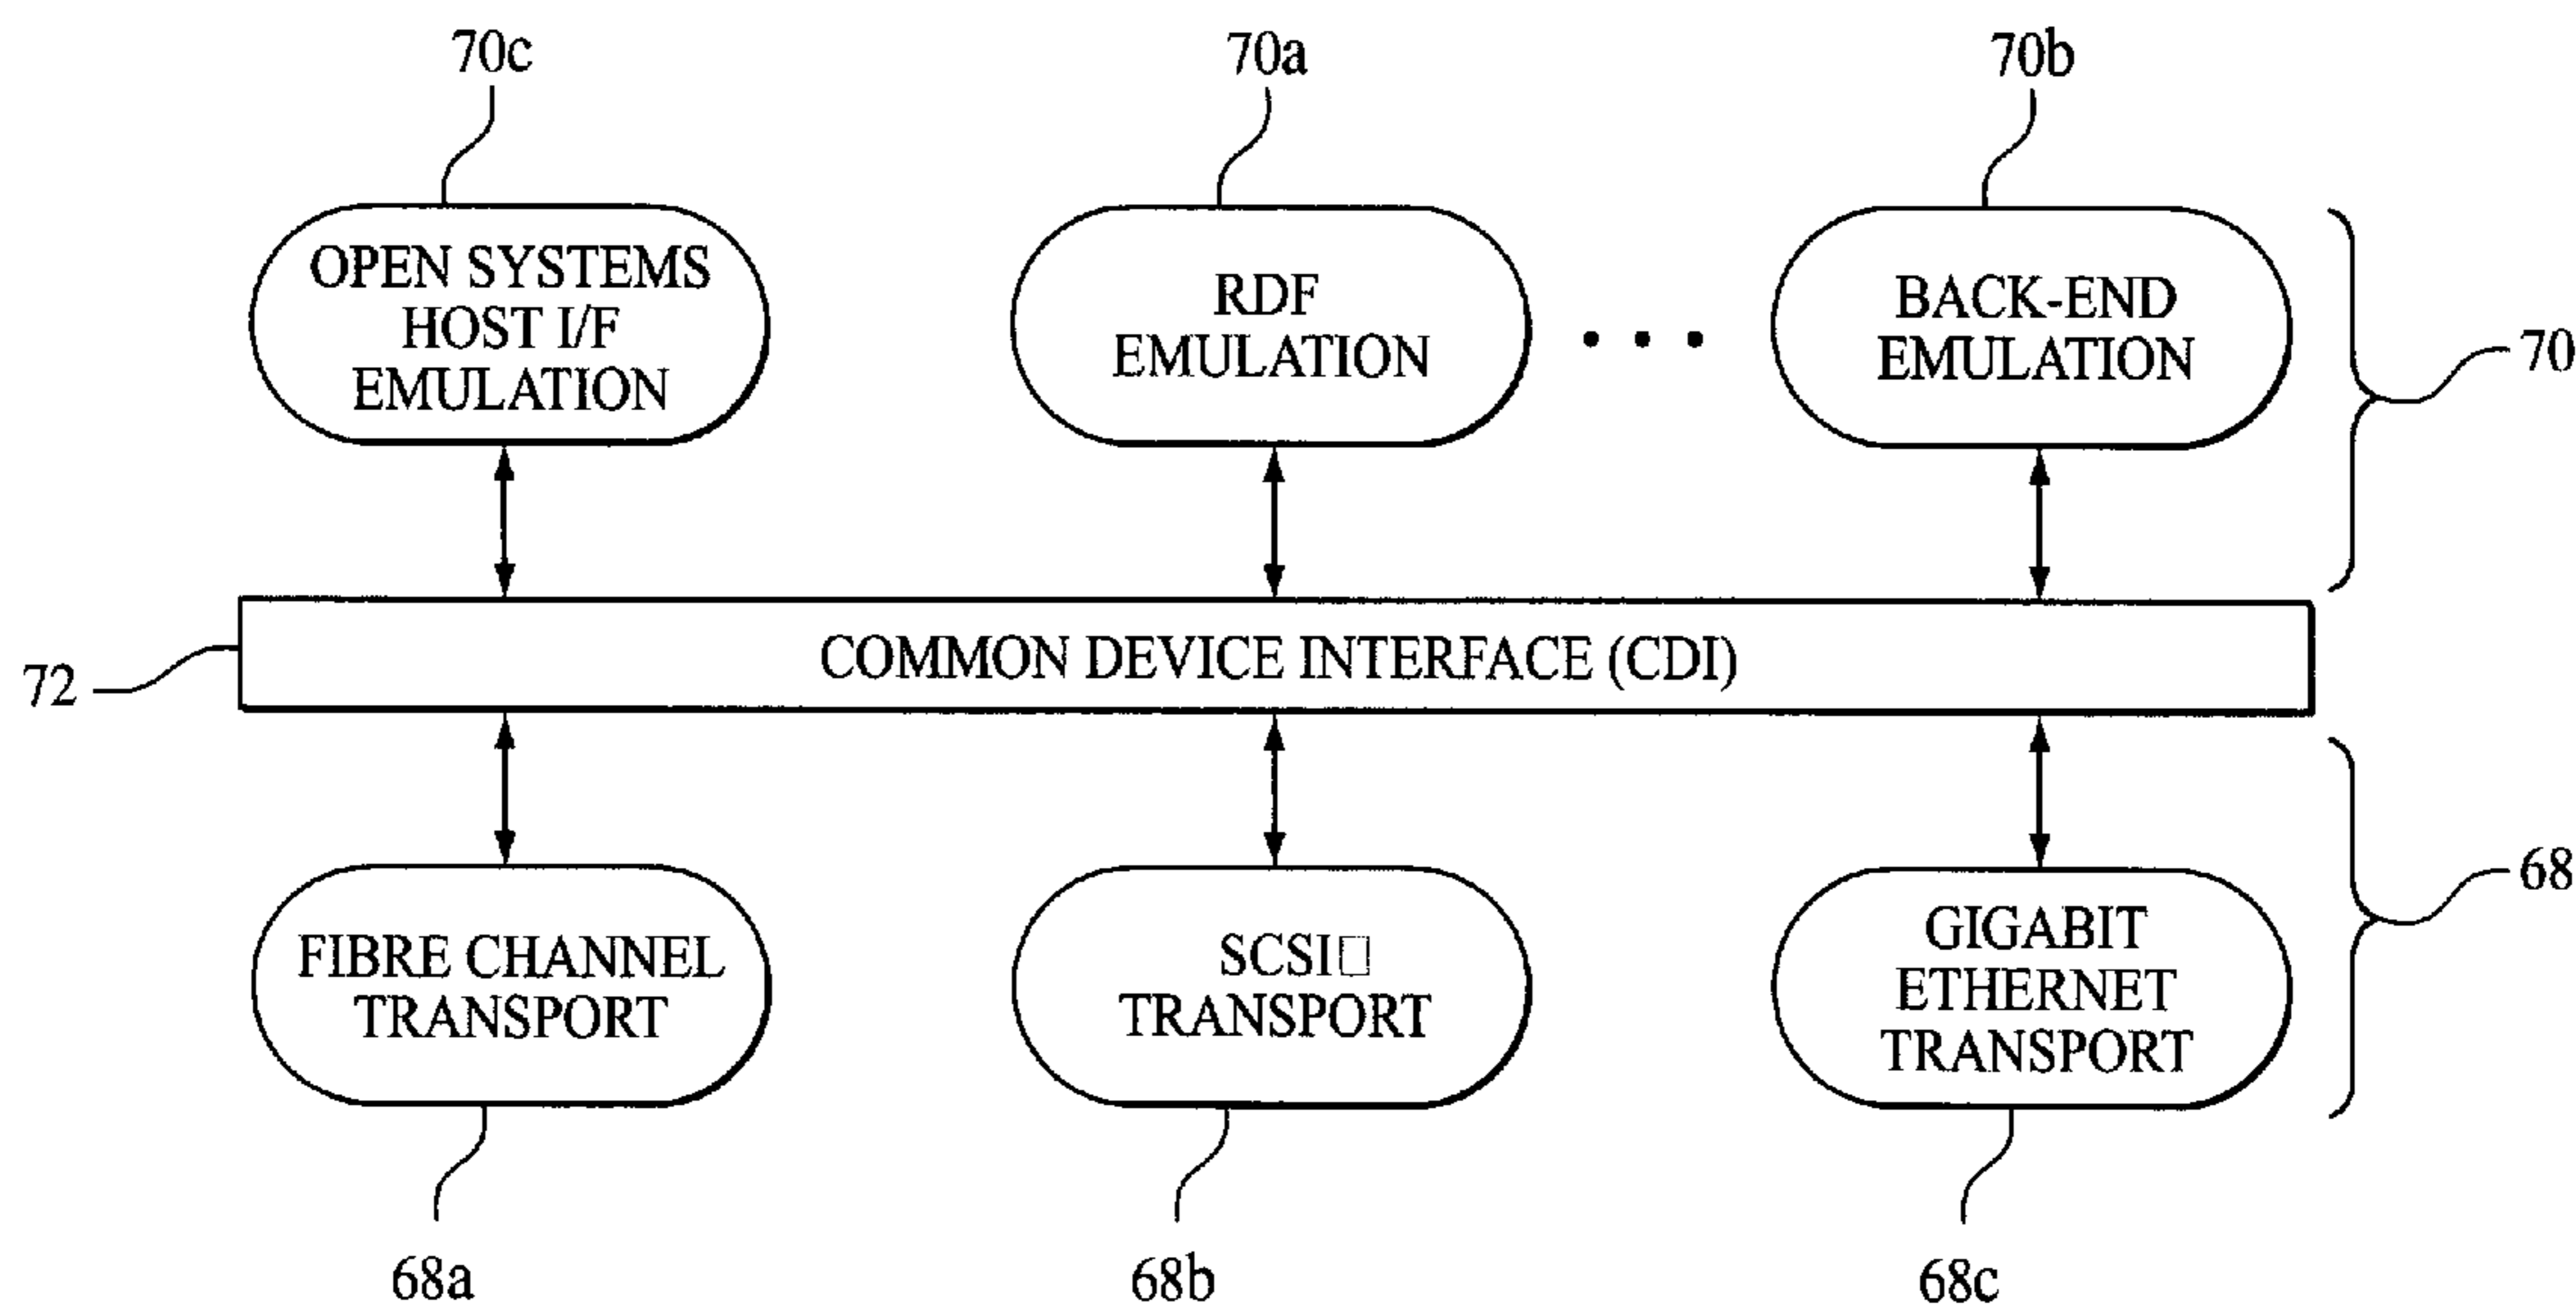 70c
70a
70b
OPEN SYSTEMS
HOST I/F
EMULATION
RDF
EMULATION
• • •
BACK-END
EMULATION
70
72
COMMON DEVICE INTERFACE (CDI)
FIBRE CHANNEL
TRANSPORT
SCSI□
TRANSPORT
GIGABIT
ETHERNET
TRANSPORT
68
68a
68b
68c